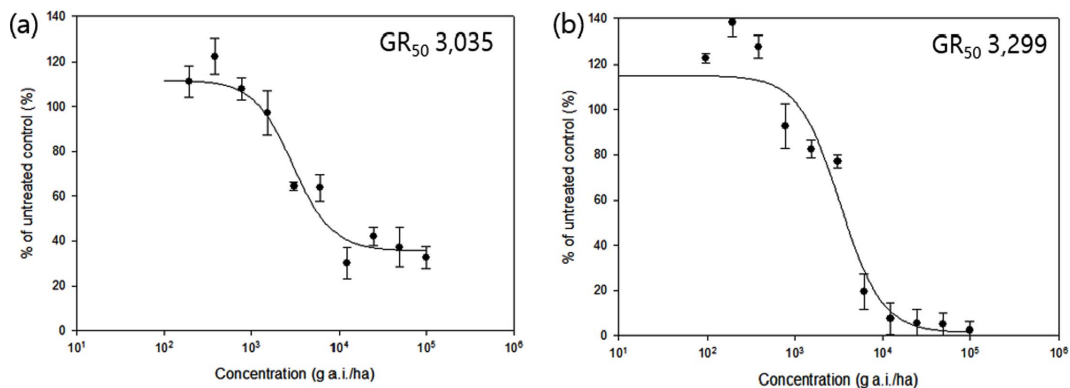 (a)
GR50 3,035
% of untreated control (%)
140
120
100
80
60
40
20
0
10¹ 10² 10³ 10⁴ 10⁵ 10⁶
Concentration (g a.i./ha)
(b)
GR50 3,299
% of untreated control (%)
140
120
100
80
60
40
20
0
10¹ 10² 10³ 10⁴ 10⁵ 10⁶
Concentration (g a.i./ha)